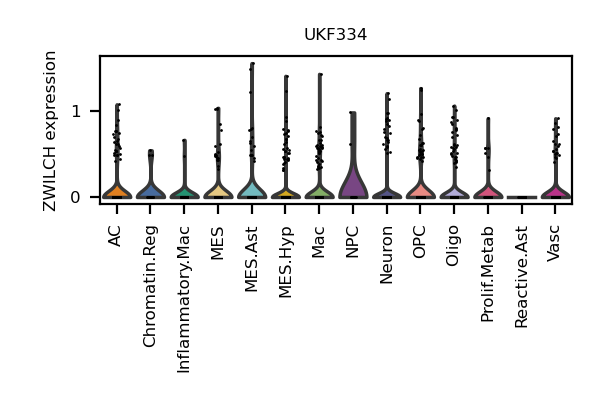 UKF334
ZWILCH expression
1
0
AC
Chromatin.Reg
Inflammatory.Mac
MES
MES.Ast
MES.Hyp
Mac
NPC
Neuron
OPC
Oligo
Prolif.Metab
Reactive.Ast
Vasc